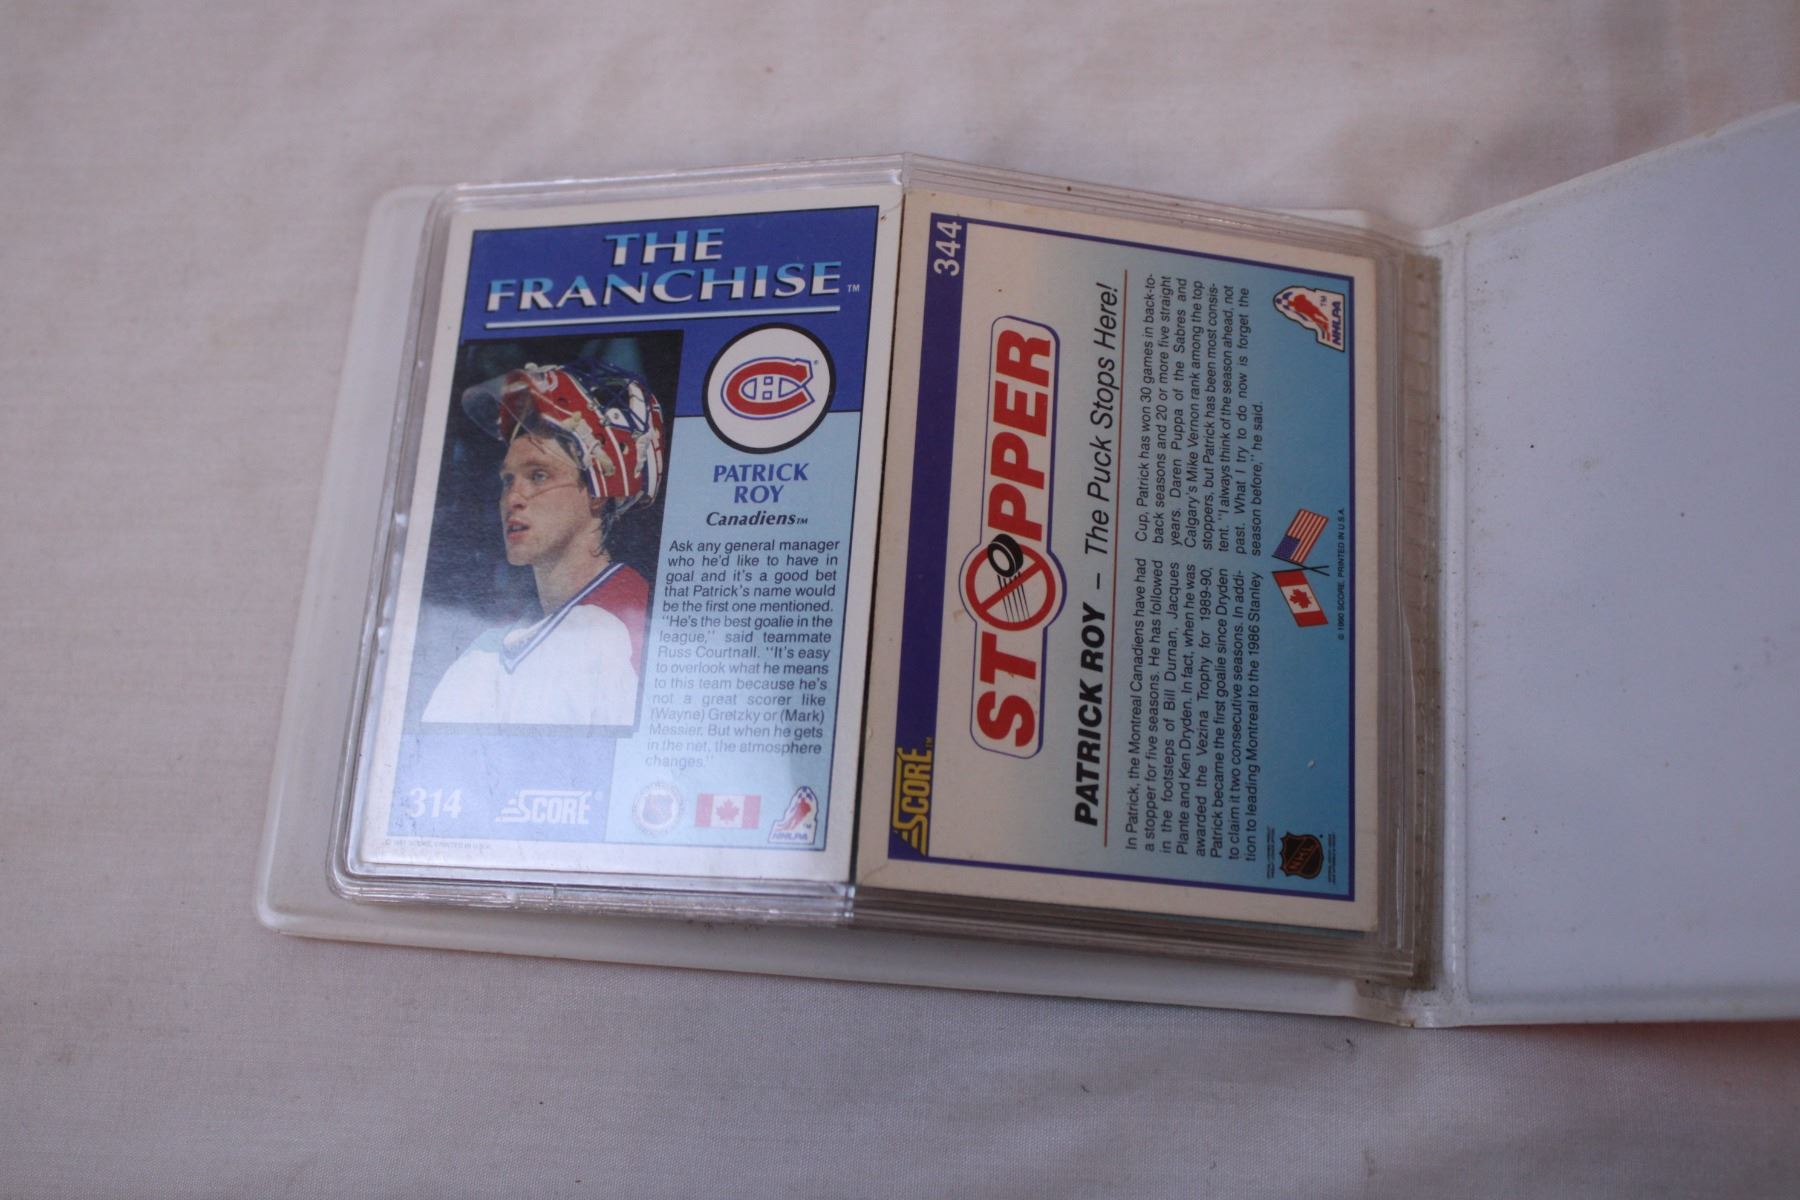 THE
FRANCHISE™
PATRICK
ROY
Canadiens™
Ask any general manager
who he'd like to have in
goal and it's a good bet
that Patrick's name would
be the first one mentioned.
"He's the best goalie in the
league," said teammate
Russ Courtnall. "It's easy
to overlook what he means
to this team because he's
not a great scorer like
(Wayne) Gretzky or (Mark)
Messier. But when he gets
in the net, the atmosphere
changes."
314
SCORE®
NHLPA™
344
SCORE™
STOPPER
PATRICK ROY – The Puck Stops Here!
In Patrick, the Montreal Canadiens have had
a stopper for five seasons. He has followed
in the footsteps of Bill Durnan, Jacques
Plante and Ken Dryden. In fact, when he was
awarded the Vezina Trophy for 1989-90,
Patrick became the first goalie since Dryden
to claim it two consecutive seasons. In addi-
tion to leading Montreal to the 1986 Stanley
Cup, Patrick has won 30 games in back-to-
back seasons and 20 or more five straight
years. Daren Puppa of the Sabres and
Calgary's Mike Vernon rank among the top
stoppers, but Patrick has been most consis-
tent. "I always think of the season ahead, not
past. What I try to do now is forget the
season before," he said.
NHL
© 1990 SCORE, PRINTED IN U.S.A.
NHLPA™